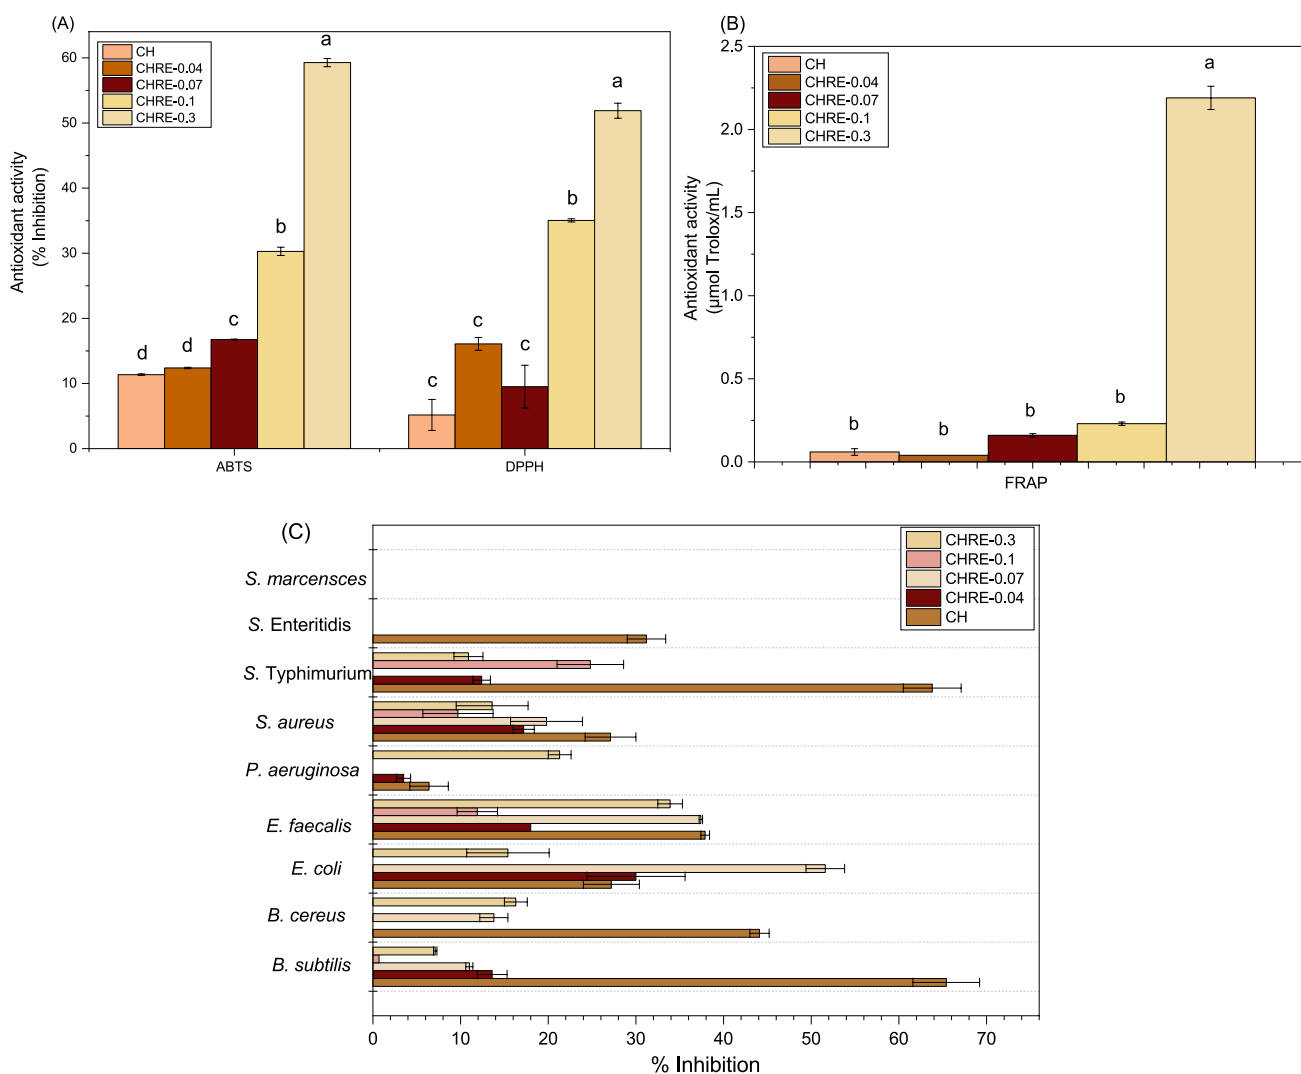 (A)
CH
CHRE-0.04
CHRE-0.07
CHRE-0.1
CHRE-0.3
Antioxidant activity
(% Inhibition)
60
50
40
30
20
10
0
d
d
c
b
a
c
c
c
b
a
ABTS
DPPH
(B)
CH
CHRE-0.04
CHRE-0.07
CHRE-0.1
CHRE-0.3
Antioxidant activity
(µmol Trolox/mL)
2.5
2.0
1.5
1.0
0.5
0.0
b
b
b
b
a
FRAP
(C)
CHRE-0.3
CHRE-0.1
CHRE-0.07
CHRE-0.04
CH
S. marcensces
S. Enteritidis
S. Typhimurium
S. aureus
P. aeruginosa
E. faecalis
E. coli
B. cereus
B. subtilis
0 10 20 30 40 50 60 70
% Inhibition